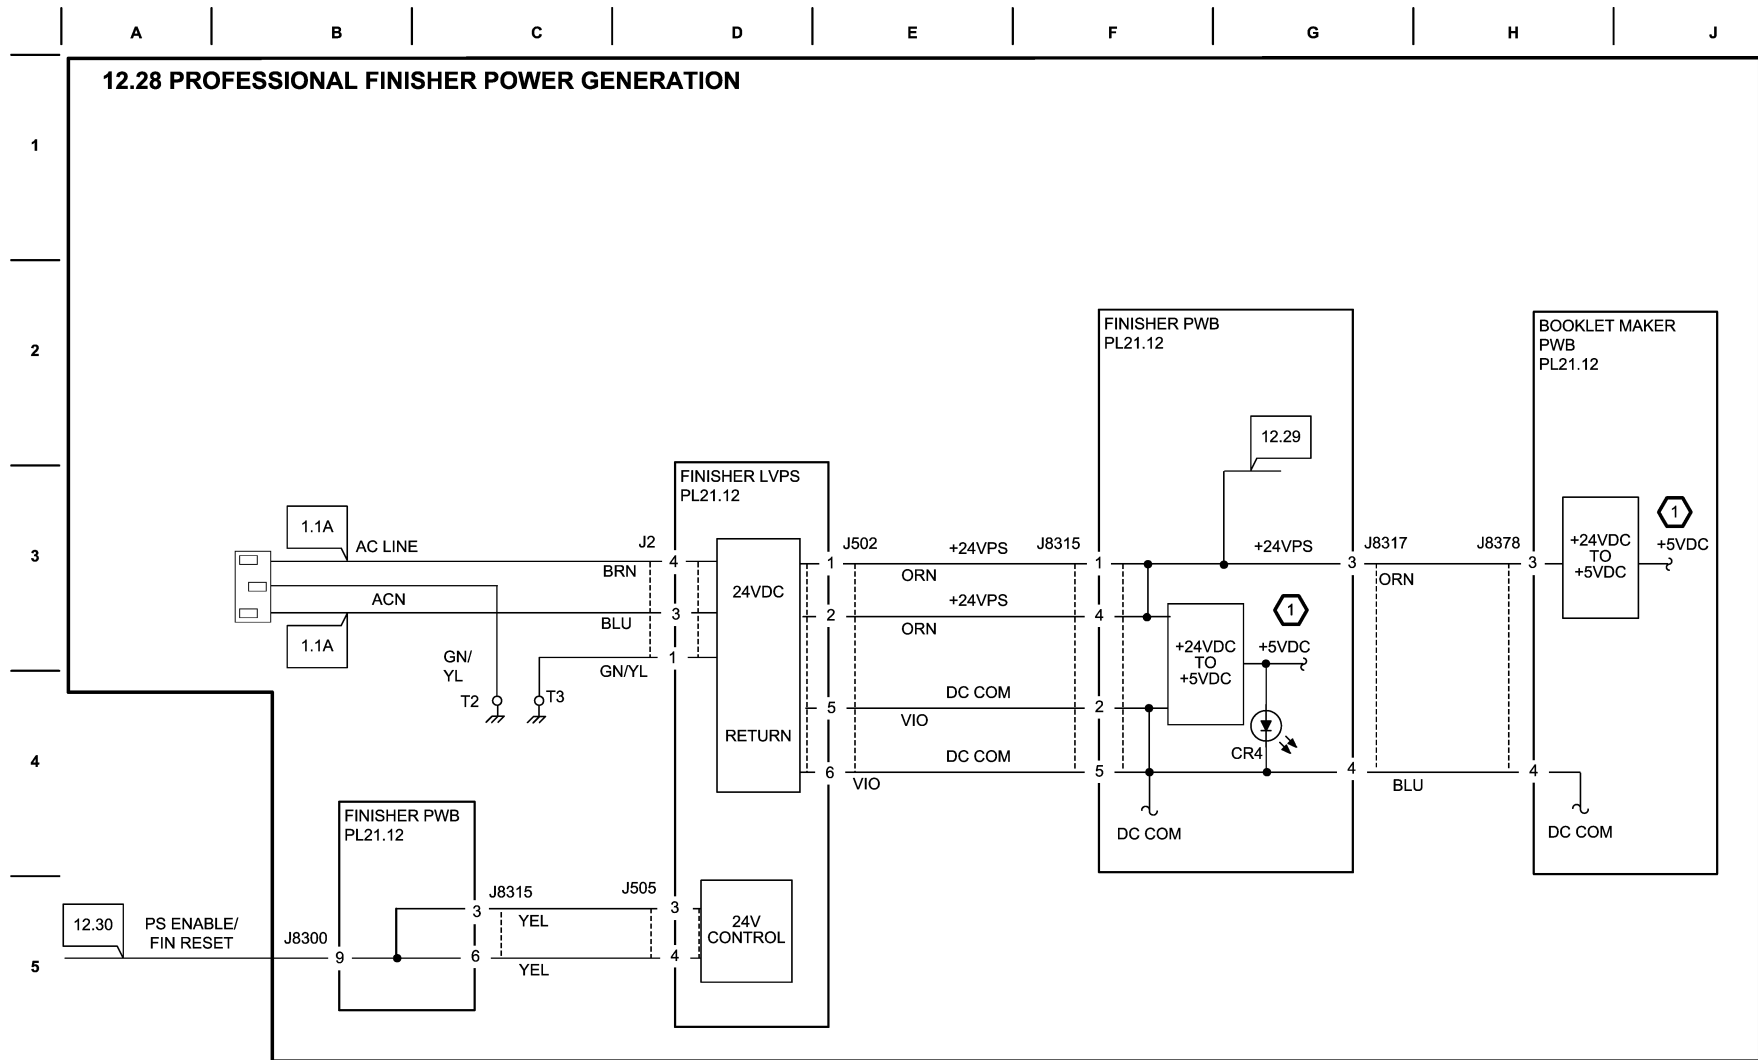 A B C D E F G H J
12.28 PROFESSIONAL FINISHER POWER GENERATION
1
2
FINISHER PWB
PL21.12
BOOKLET MAKER
PWB
PL21.12
12.29
FINISHER LVPS
PL21.12
3
1.1A
AC LINE
J2
4
BRN
24VDC
1
J502
+24VPS
ORN
J8315
1
+24VPS
3
J8317
ORN
J8378
3
+24VDC
TO
+5VDC
1
+5VDC
ACN
3
BLU
1.1A
2
+24VPS
ORN
4
+24VDC
TO
+5VDC
1
+5VDC
GN/
YL
1
GN/YL
T2
T3
4
RETURN
5
DC COM
VIO
2
CR4
6
DC COM
VIO
5
4
BLU
4
DC COM
DC COM
FINISHER PWB
PL21.12
5
12.30
PS ENABLE/
FIN RESET
J8300
9
J8315
3
YEL
6
YEL
J505
3
4
24V
CONTROL